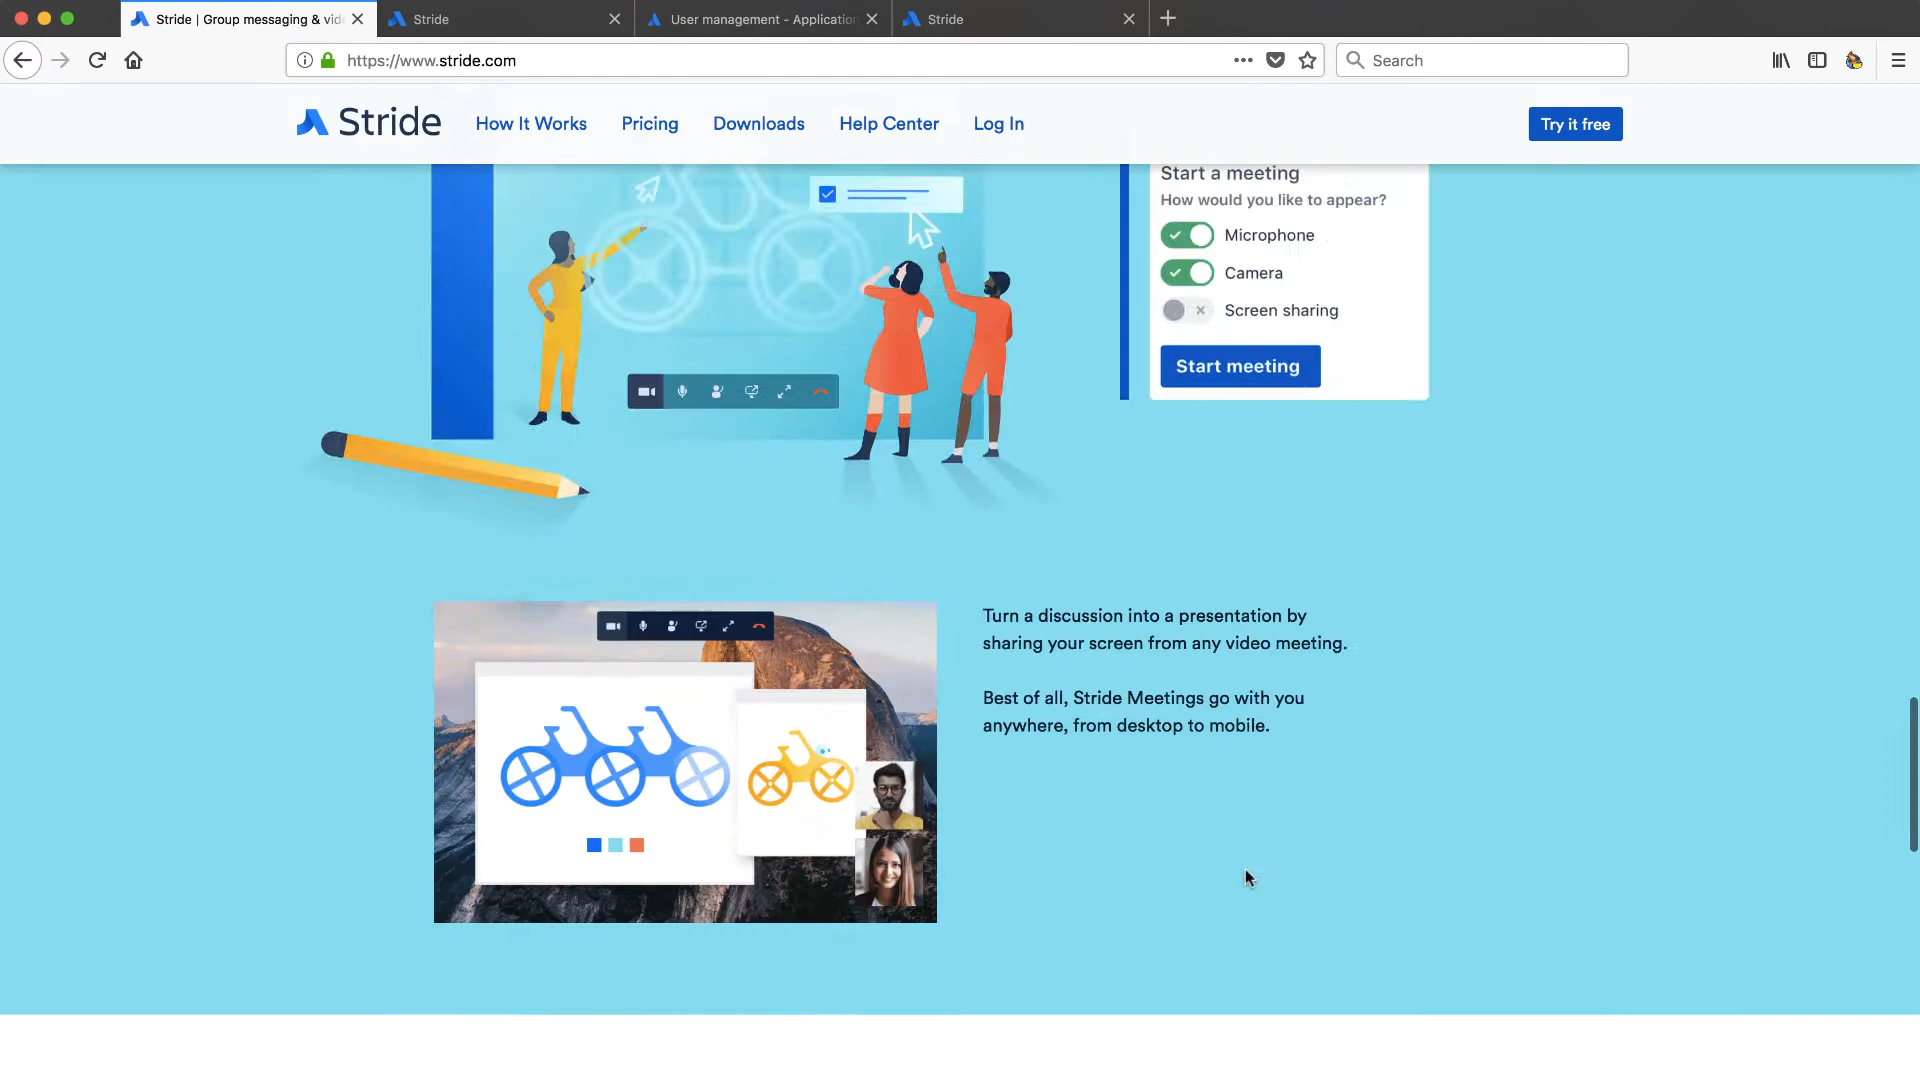 Stride | Group messaging & vid
Stride
User management - Application
Stride
https://www.stride.com
Search
Stride
How It Works
Pricing
Downloads
Help Center
Log In
Try it free
Start a meeting
How would you like to appear?
Microphone
Camera
Screen sharing
Start meeting
Turn a discussion into a presentation by
sharing your screen from any video meeting.
Best of all, Stride Meetings go with you
anywhere, from desktop to mobile.